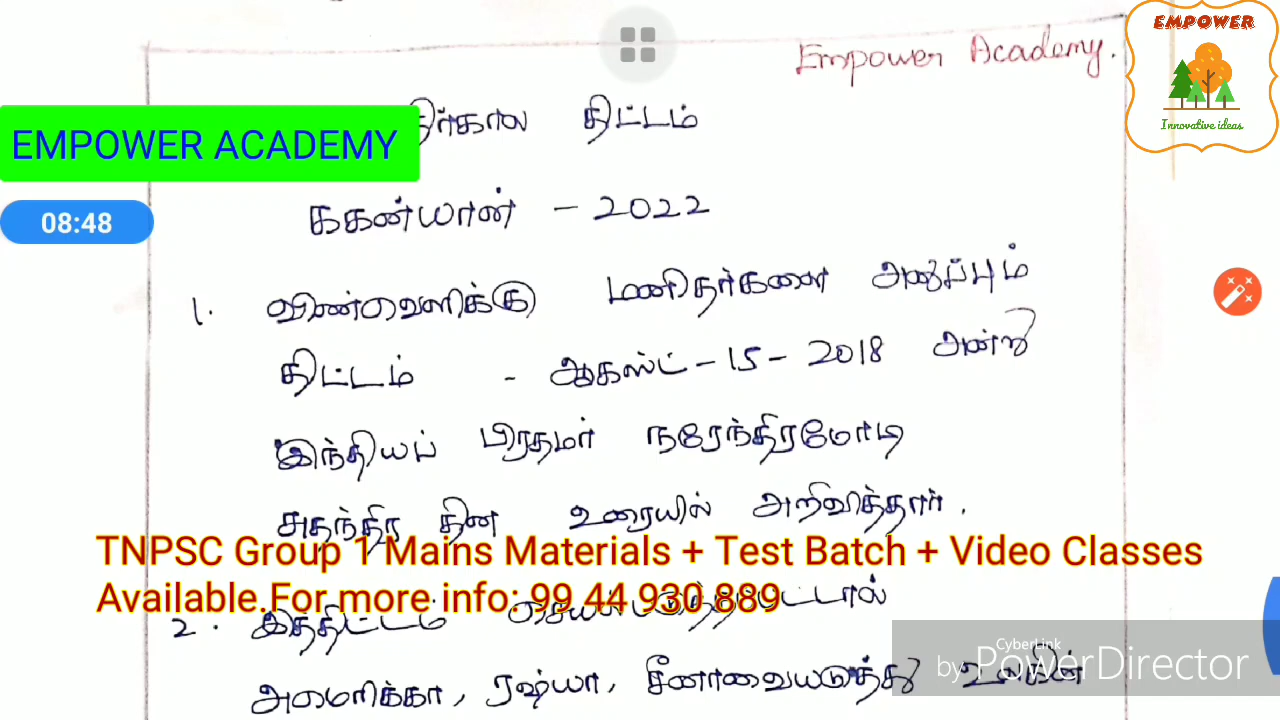 Empower Academy.
EMPOWER
Innovative ideas
திட்டம்
EMPOWER ACADEMY
ககன்யான் - 2022
08:48
1. விண்வெளிக்கு மனிதர்களை அனுப்பும்
திட்டம் - ஆகஸ்ட் - 15 - 2018 அன்று
இந்தியப் பிரதமர் நரேந்திரமோடி
சுதந்திர தின உரையில் அறிவித்தார்.
TNPSC Group 1 Mains Materials + Test Batch + Video Classes
Available.For more info: 99 44 930 889
2. இத்திட்டம்
அமெரிக்கா, ரஷ்யா, சீனாவையடுத்து உலகின்
CyberLink
by PowerDirector